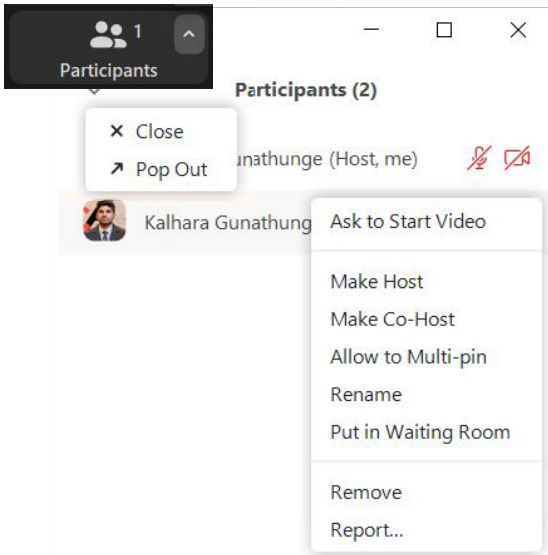 1
Participants
Participants (2)
Close
Pop Out
unathunge (Host, me)
Kalhara Gunathung
Ask to Start Video
Make Host
Make Co-Host
Allow to Multi-pin
Rename
Put in Waiting Room
Remove
Report...